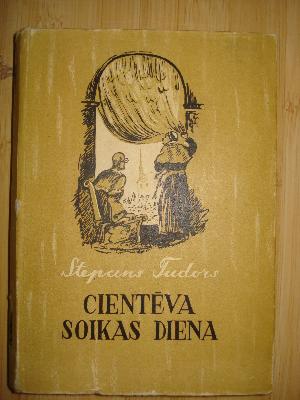 Stepans Tudors
CIENTĒVA
SOIKAS DIENA